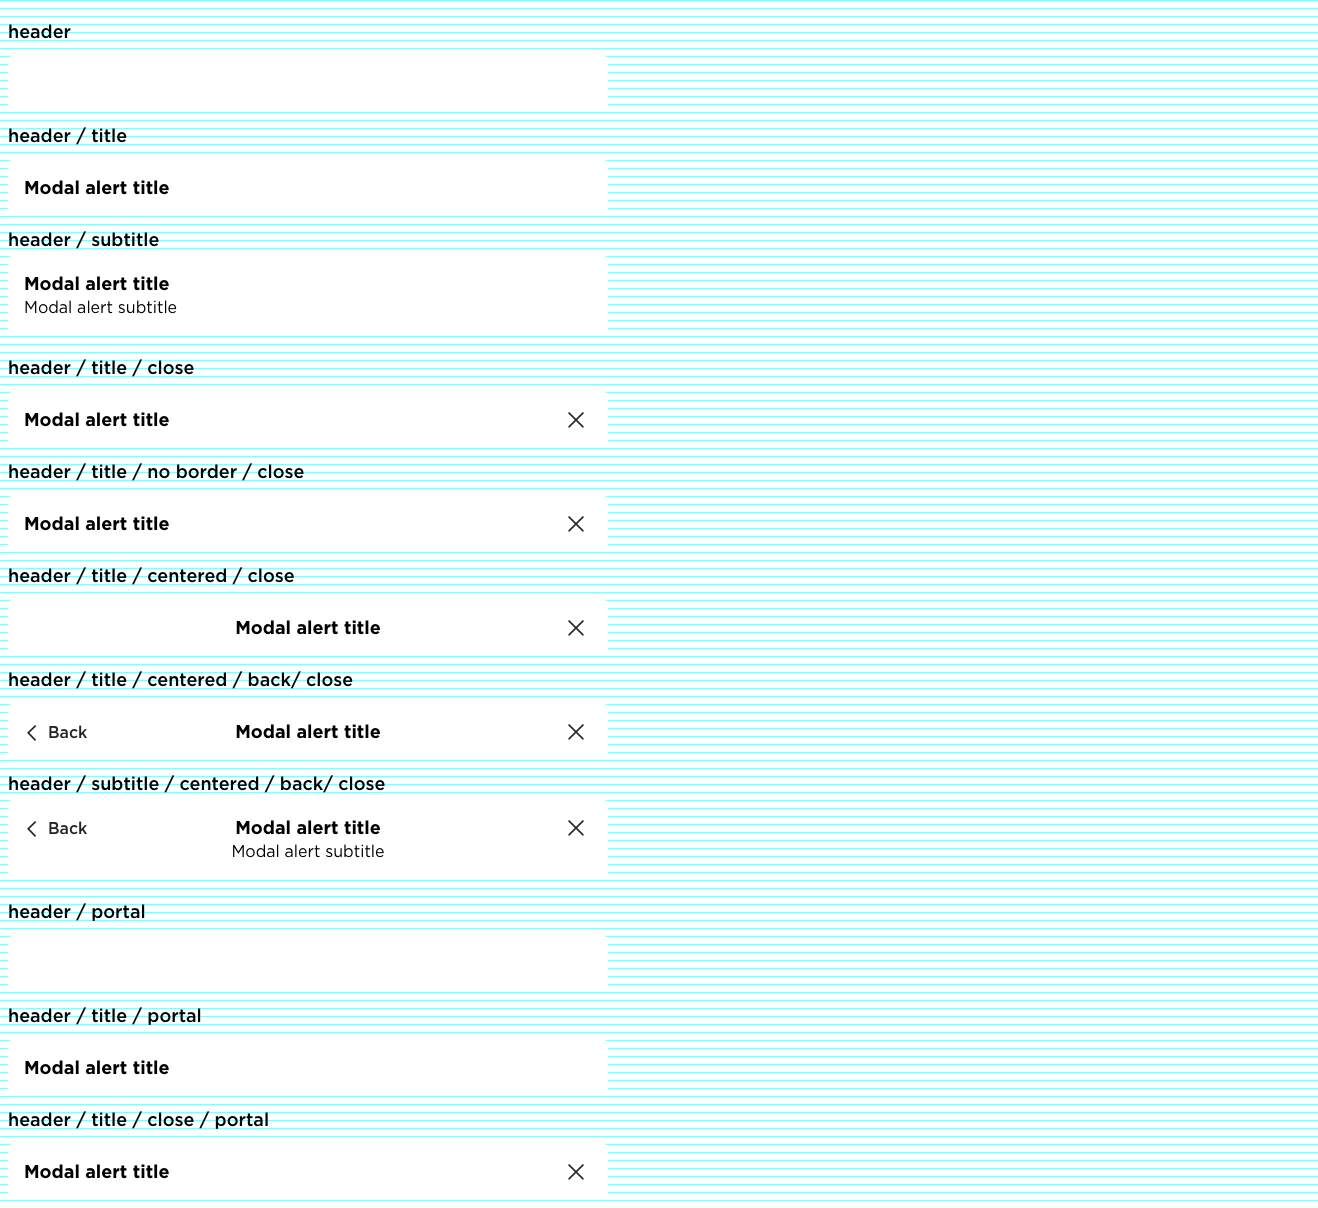 header
header / title
Modal alert title
header / subtitle
Modal alert title
Modal alert subtitle
header / title / close
Modal alert title
header / title / no border / close
Modal alert title
header / title / centered / close
Modal alert title
header / title / centered / back/ close
Back Modal alert title
header / subtitle / centered / back/ close
Back Modal alert title
Modal alert subtitle
header / portal
header / title / portal
Modal alert title
header / title / close / portal
Modal alert title